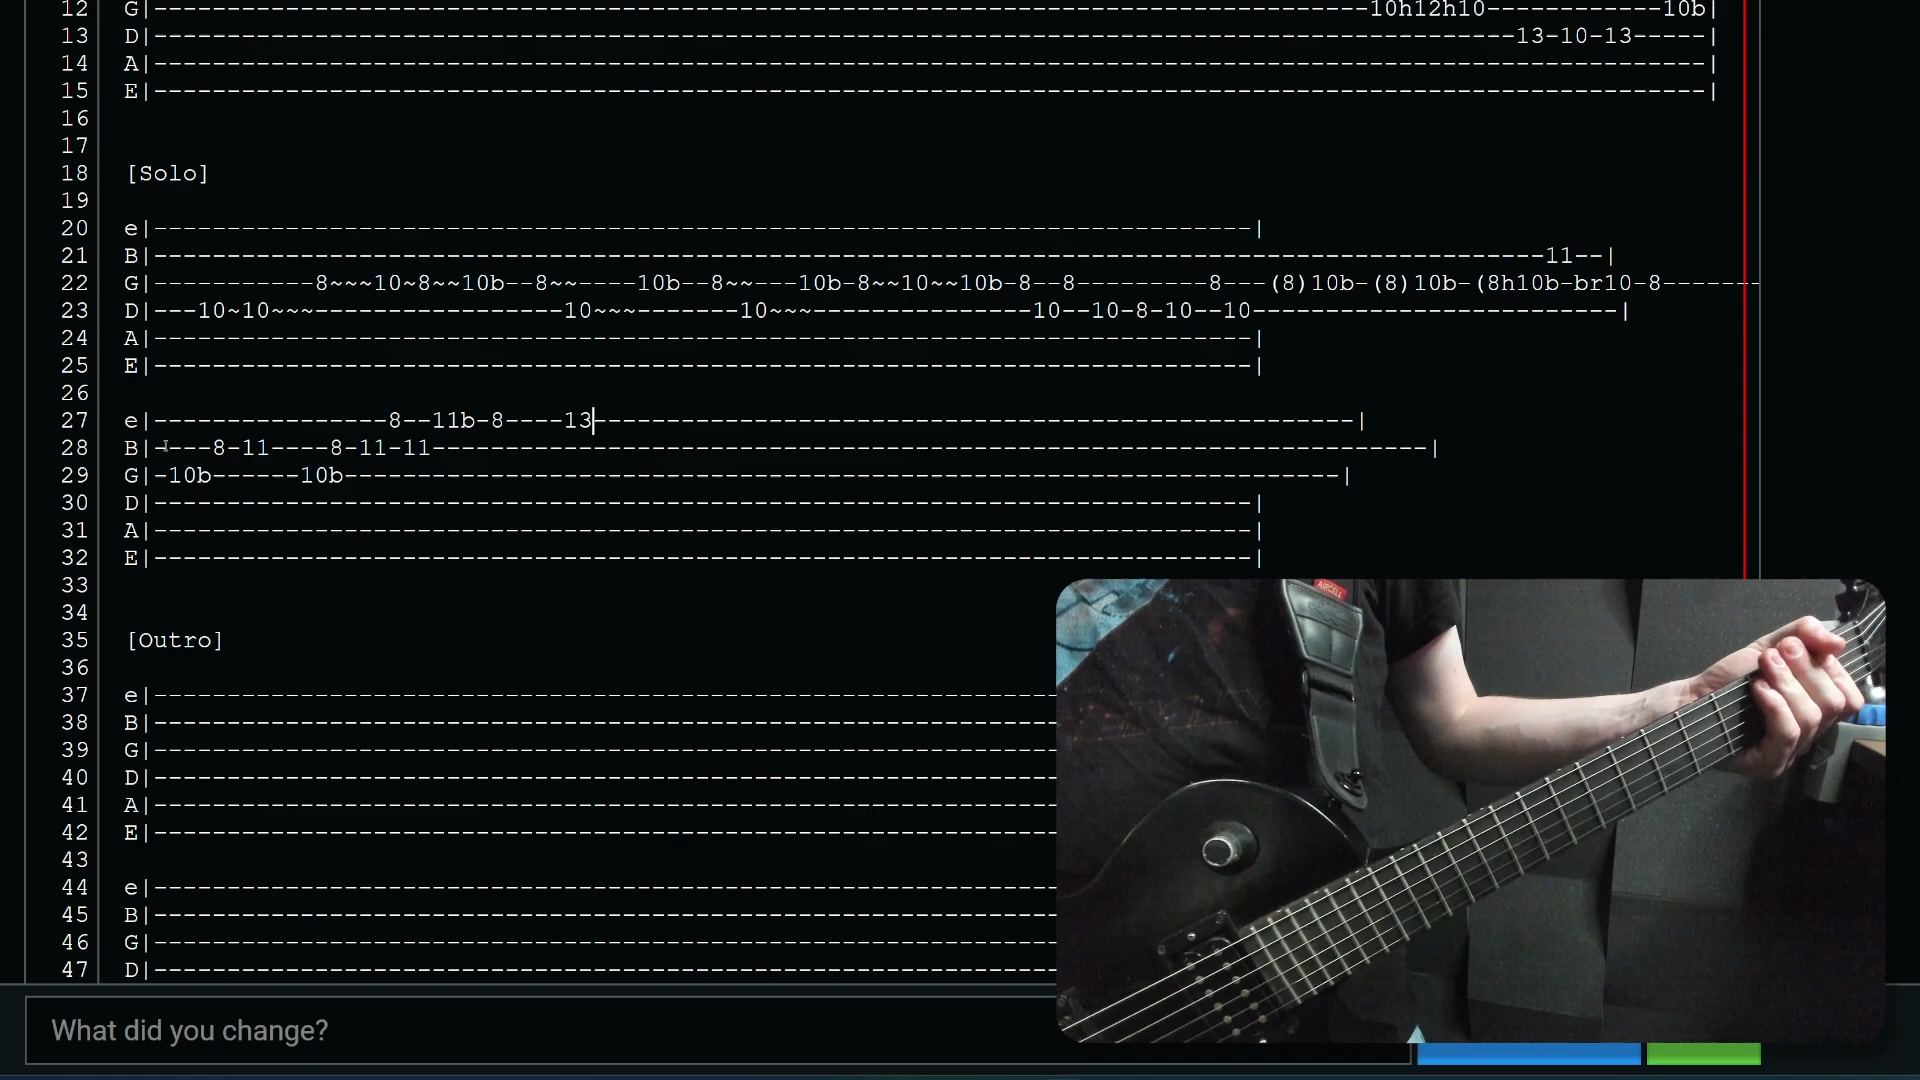 12 G|-----------------------------------------------------------------------------------10h12h10------------10b|
13 D|---------------------------------------------------------------------------------------------13-10-13-----|
14 A|----------------------------------------------------------------------------------------------------------|
15 E|----------------------------------------------------------------------------------------------------------|
16
17
18 [Solo]
19
20 e|---------------------------------------------------------------------------|
21 B|-----------------------------------------------------------------------------------------------11--|
22 G|-----------8~~~10~8~~10b--8~~----10b--8~~---10b-8~~10~~10b-8--8---------8---(8)10b-(8)10b-(8h10b-br10-8-------
23 D|---10~10~~~-----------------10~~~-------10~~~---------------10--10-8-10--10-------------------------|
24 A|---------------------------------------------------------------------------|
25 E|---------------------------------------------------------------------------|
26
27 e|----------------8--11b-8----13----------------------------------------------------|
28 B|----8-11----8-11-11--------------------------------------------------------------------|
29 G|-10b------10b--------------------------------------------------------------------|
30 D|---------------------------------------------------------------------------|
31 A|---------------------------------------------------------------------------|
32 E|---------------------------------------------------------------------------|
33
34
35 [Outro]
36
37 e|--------------------------------------------------------------
38 B|--------------------------------------------------------------
39 G|--------------------------------------------------------------
40 D|--------------------------------------------------------------
41 A|--------------------------------------------------------------
42 E|--------------------------------------------------------------
43
44 e|--------------------------------------------------------------
45 B|--------------------------------------------------------------
46 G|--------------------------------------------------------------
47 D|--------------------------------------------------------------
AIRCELL
What did you change?